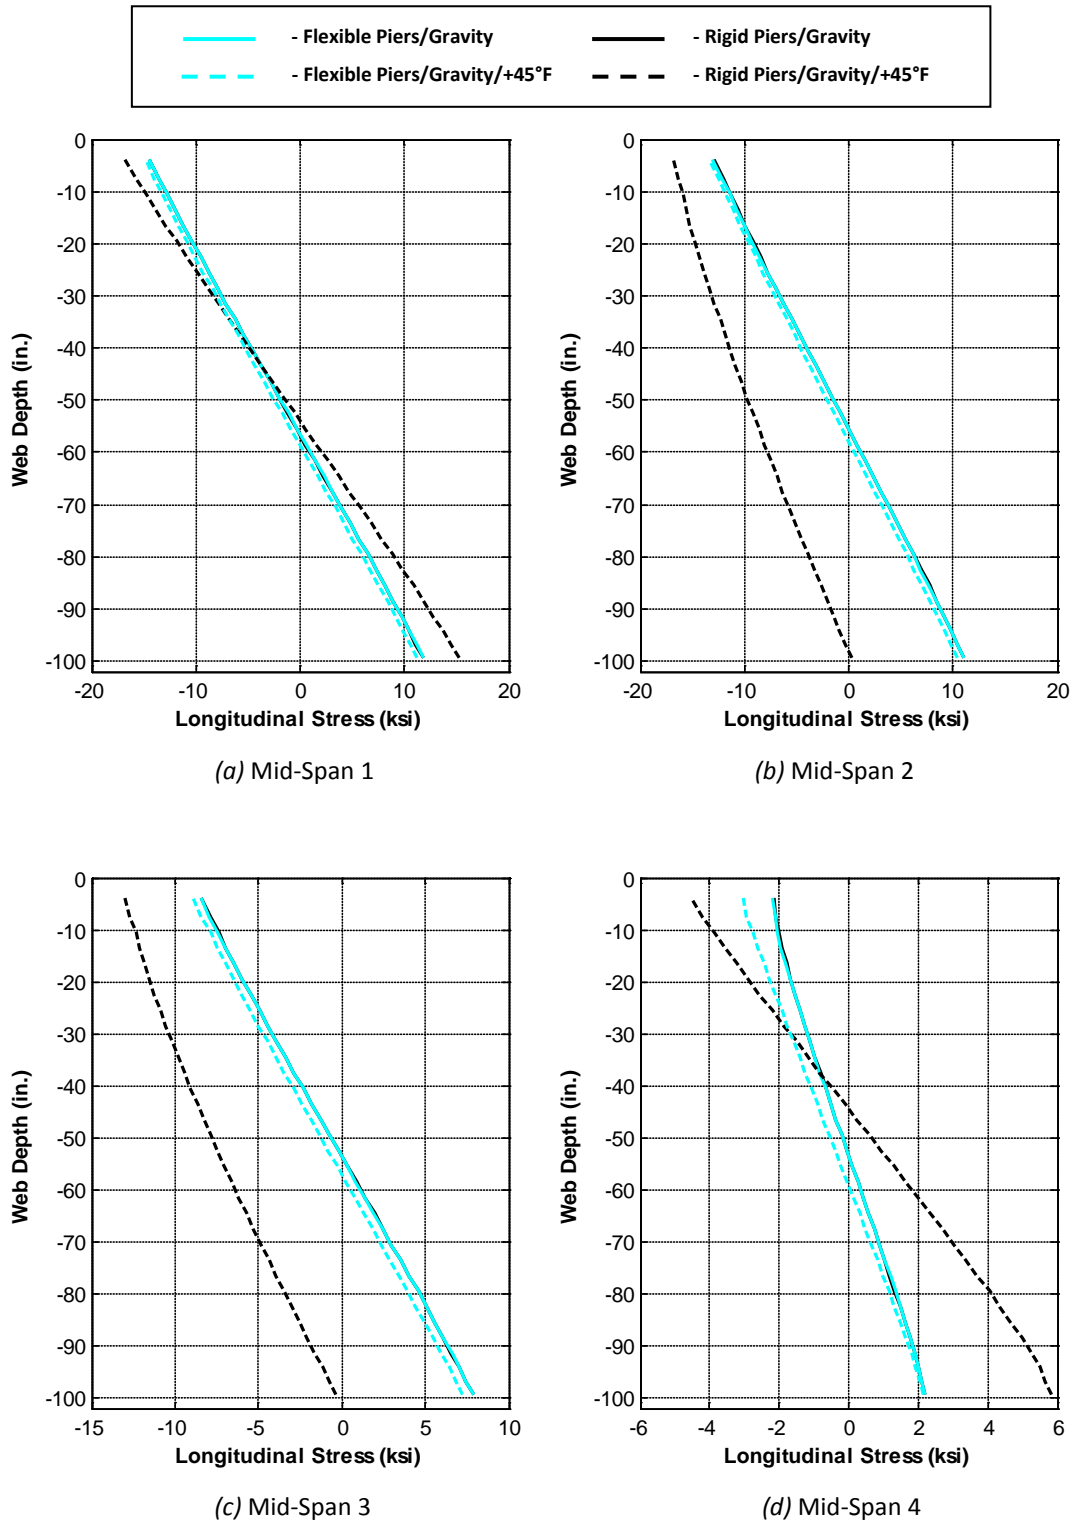 - Flexible Piers/Gravity - Rigid Piers/Gravity
- Flexible Piers/Gravity/+45°F - Rigid Piers/Gravity/+45°F
0
-10
-20
-30
-40
-50
-60
-70
-80
-90
-100
Web Depth (in.)
-20 -10 0 10 20
Longitudinal Stress (ksi)
(a) Mid-Span 1
0
-10
-20
-30
-40
-50
-60
-70
-80
-90
-100
Web Depth (in.)
-20 -10 0 10 20
Longitudinal Stress (ksi)
(b) Mid-Span 2
0
-10
-20
-30
-40
-50
-60
-70
-80
-90
-100
Web Depth (in.)
-15 -10 -5 0 5 10
Longitudinal Stress (ksi)
(c) Mid-Span 3
0
-10
-20
-30
-40
-50
-60
-70
-80
-90
-100
Web Depth (in.)
-6 -4 -2 0 2 4 6
Longitudinal Stress (ksi)
(d) Mid-Span 4